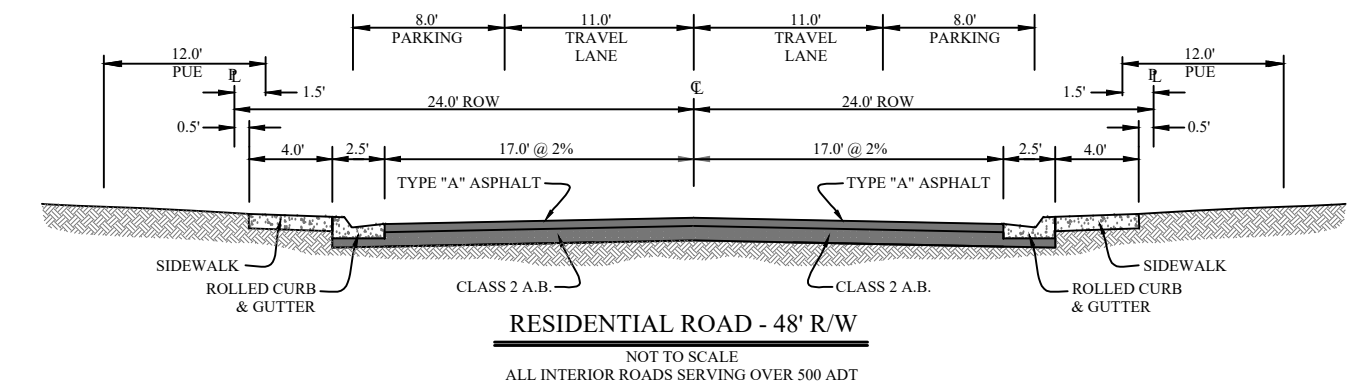 8.0' 11.0' 11.0' 8.0'
PARKING TRAVEL TRAVEL PARKING
LANE LANE
12.0' 12.0'
PUE PUE
PL CL PL
1.5' 1.5'
24.0' ROW 24.0' ROW
0.5' 0.5'
4.0' 2.5' 17.0' @ 2% 17.0' @ 2% 2.5' 4.0'
TYPE "A" ASPHALT TYPE "A" ASPHALT
SIDEWALK SIDEWALK
ROLLED CURB CLASS 2 A.B. CLASS 2 A.B. ROLLED CURB
& GUTTER & GUTTER
RESIDENTIAL ROAD - 48' R/W
NOT TO SCALE
ALL INTERIOR ROADS SERVING OVER 500 ADT